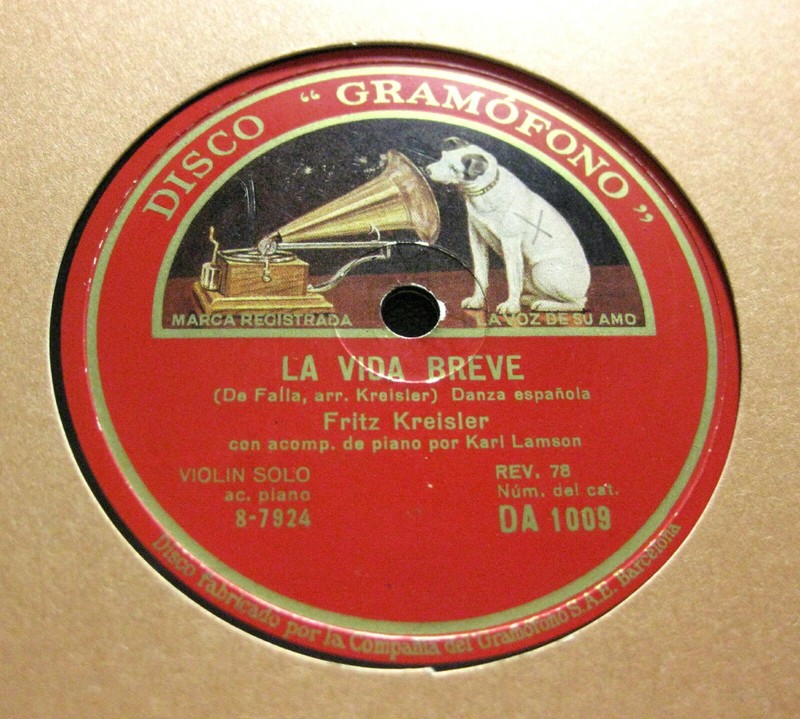 DISCO “ GRAMÓFONO ”
MARCA REGISTRADA
LA VOZ DE SU AMO
LA VIDA BREVE
(De Falla, arr. Kreisler) Danza española
Fritz Kreisler
con acomp. de piano por Karl Lamson
VIOLIN SOLO
ac. piano
8-7924
REV. 78
Núm. del cat.
DA 1009
Disco fabricado por la Compañía del Gramófono S.A.E. Barcelona